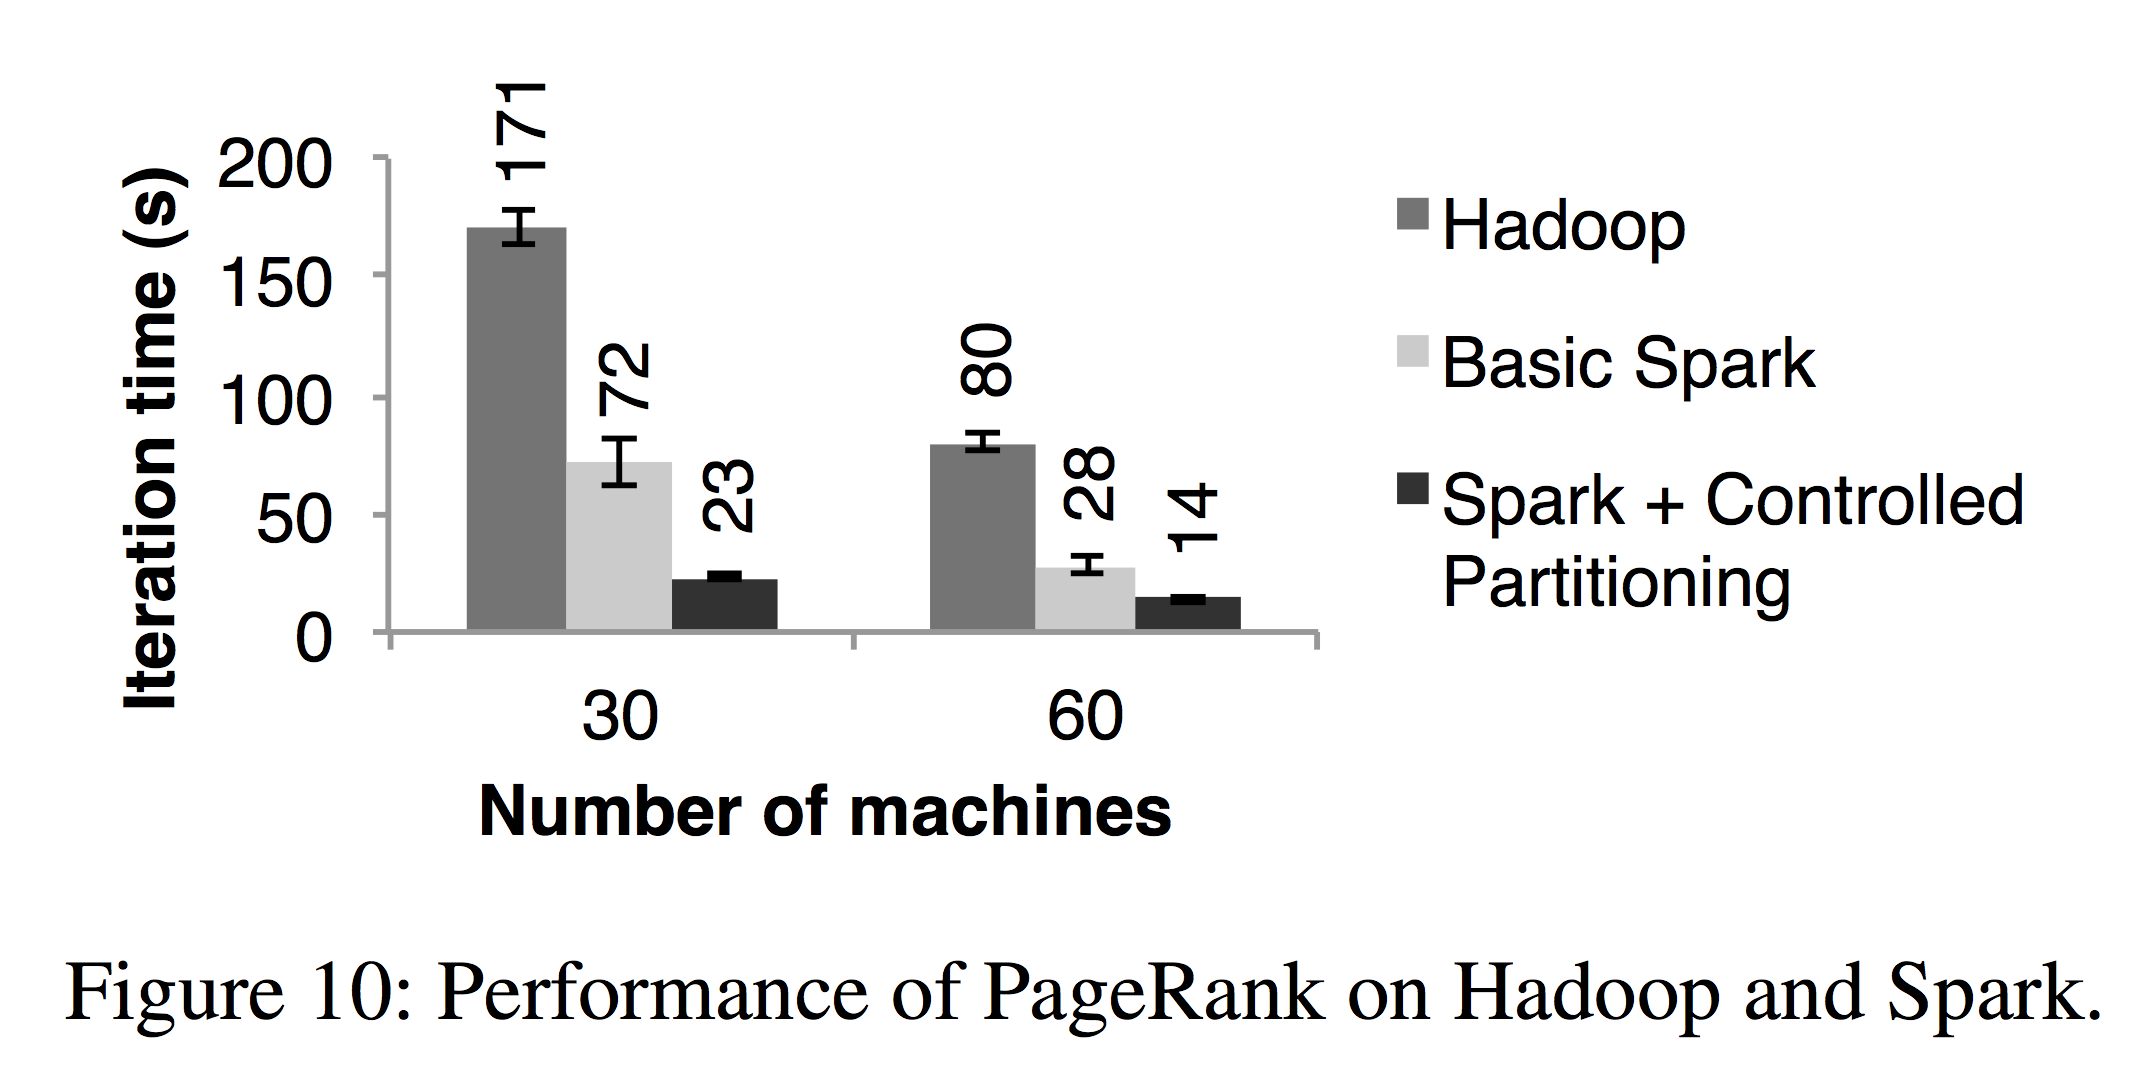 Iteration time (s)
200
150
100
50
0
171
72
23
80
28
14
30
60
Number of machines
Hadoop
Basic Spark
Spark + Controlled
Partitioning
Figure 10: Performance of PageRank on Hadoop and Spark.